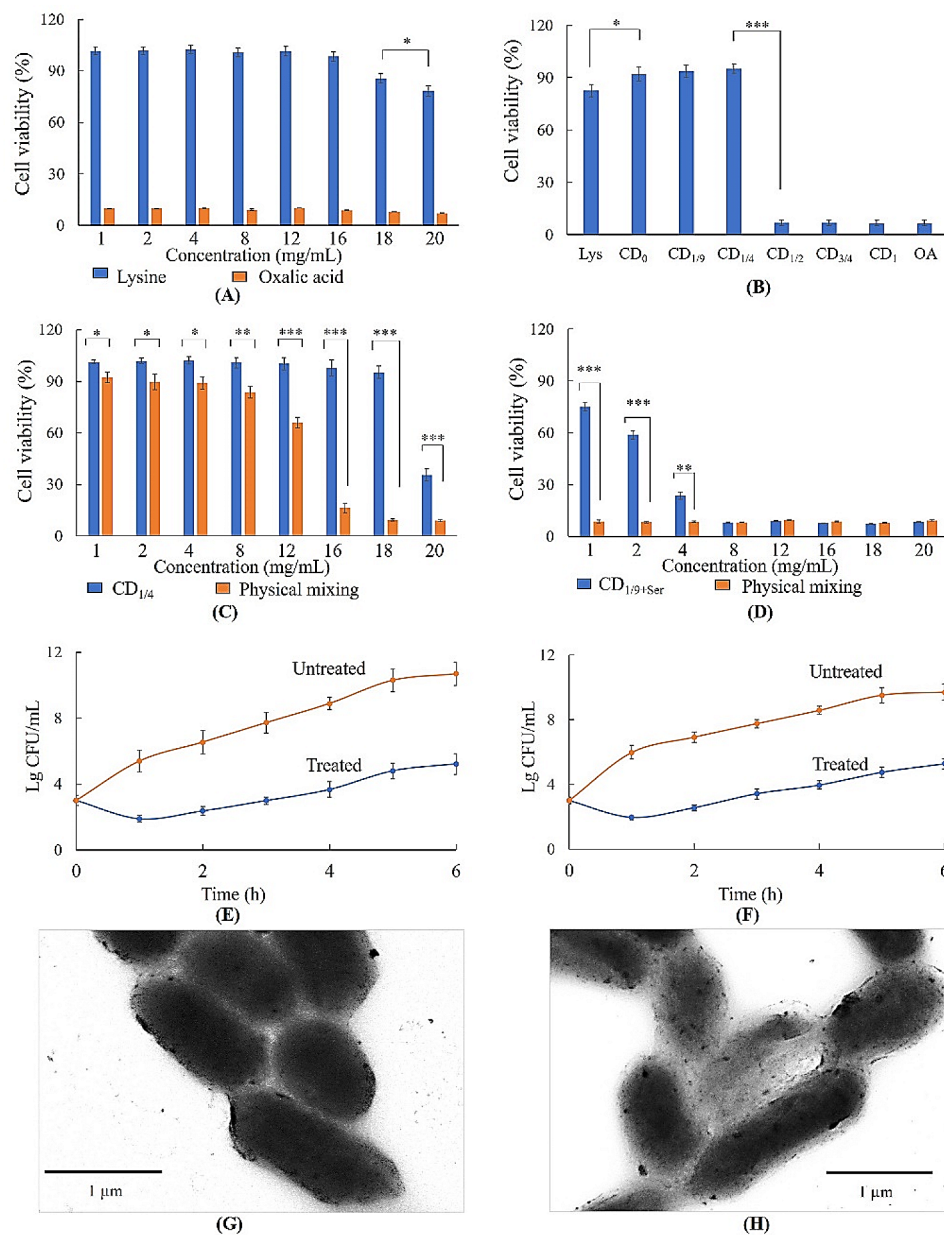 120
90
60
30
0
Cell viability (%)
*
1 2 4 8 12 16 18 20
Concentration (mg/mL)
Lysine Oxalic acid
(A)
120
90
60
30
0
Cell viability (%)
* ***
Lys CD0 CD1/9 CD1/4 CD1/2 CD3/4 CD1 OA
(B)
120
90
60
30
0
Cell viability (%)
* * * ** *** *** *** ***
1 2 4 8 12 16 18 20
Concentration (mg/mL)
CD1/4 Physical mixing
(C)
120
90
60
30
0
Cell viability (%)
*** *** **
1 2 4 8 12 16 18 20
Concentration (mg/mL)
CD1/9+Ser Physical mixing
(D)
12
8
4
0
Lg CFU/mL
Untreated
Treated
0 2 4 6
Time (h)
(E)
12
8
4
0
Lg CFU/mL
Untreated
Treated
0 2 4 6
Time (h)
(F)
1 μm
(G)
1 μm
(H)